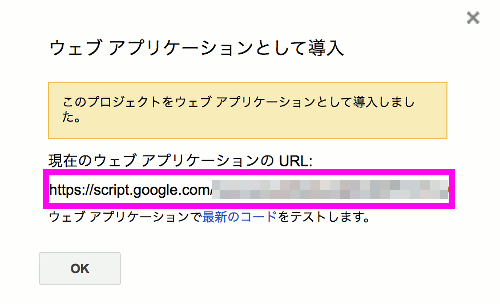 ウェブ アプリケーションとして導入
このプロジェクトをウェブ アプリケーションとして導入しまし
た。
現在のウェブ アプリケーションの URL:
https://script.google.com/
ウェブ アプリケーションで最新のコードをテストします。
OK